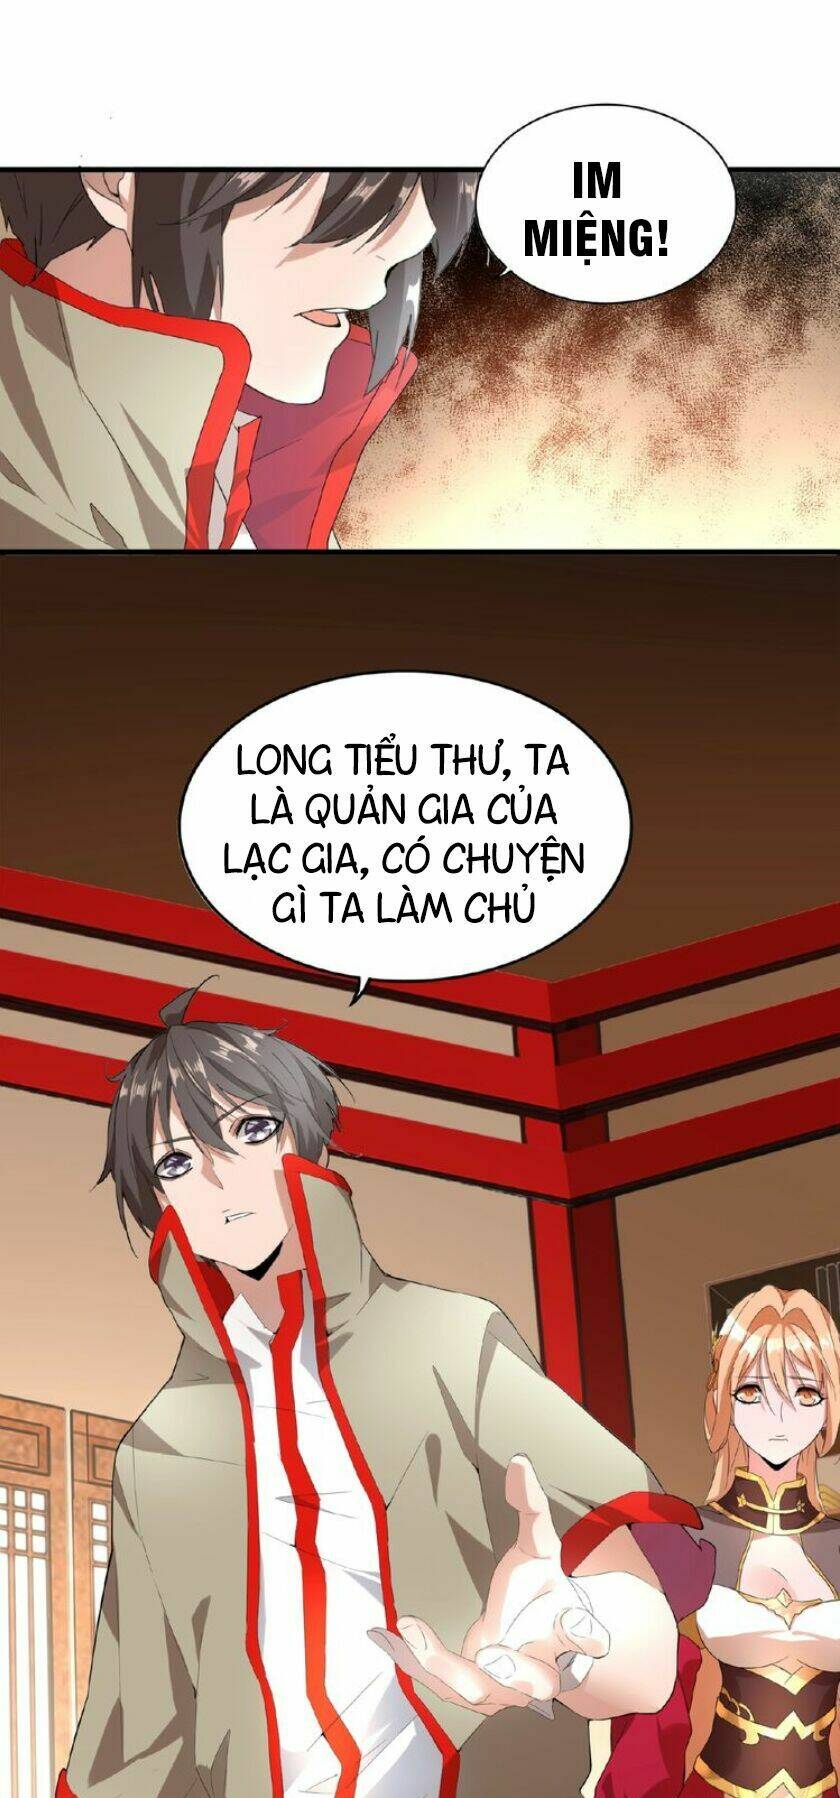 IM
MIỆNG!
LONG TIỂU THƯ, TA
LÀ QUẢN GIA CỦA
LẠC GIA, CÓ CHUYỆN
GÌ TA LÀM CHỦ